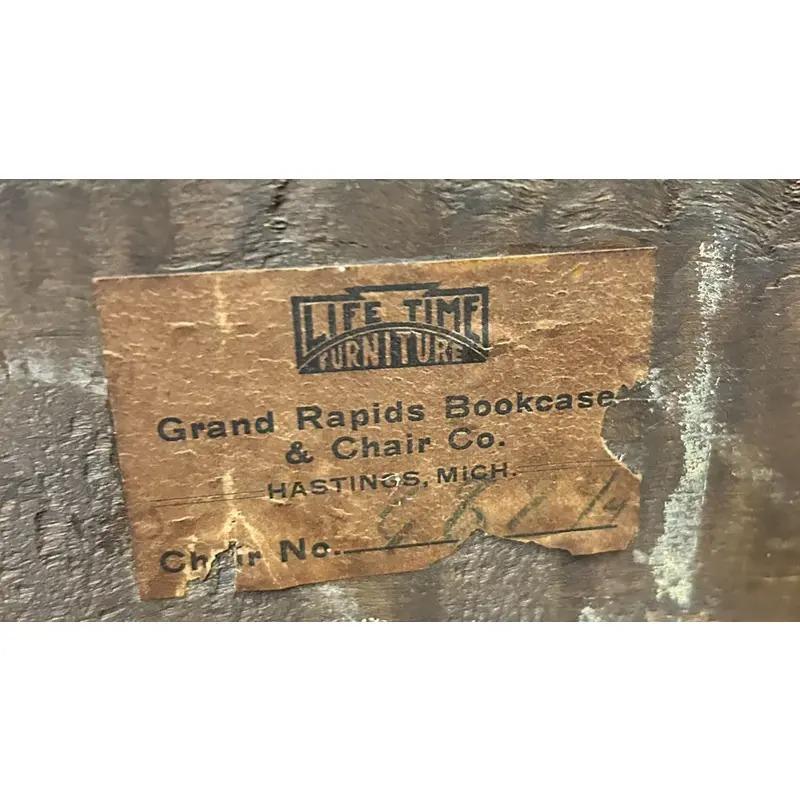 LIFE TIME
FURNITURE
Grand Rapids Bookcase
& Chair Co.
HASTINGS, MICH.
Chair No.